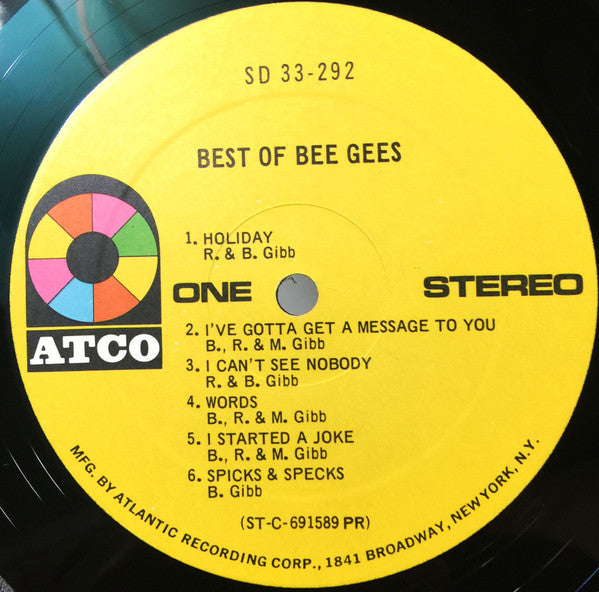 SD 33-292
BEST OF BEE GEES
1. HOLIDAY
R. & B. Gibb
ONE
STEREO
ATCO
2. I'VE GOTTA GET A MESSAGE TO YOU
B., R. & M. Gibb
3. I CAN'T SEE NOBODY
R. & B. Gibb
4. WORDS
B., R. & M. Gibb
5. I STARTED A JOKE
B., R. & M. Gibb
6. SPICKS & SPECKS
B. Gibb
(ST-C-691589 PR)
MFG. BY ATLANTIC RECORDING CORP., 1841 BROADWAY, NEW YORK, N.Y.